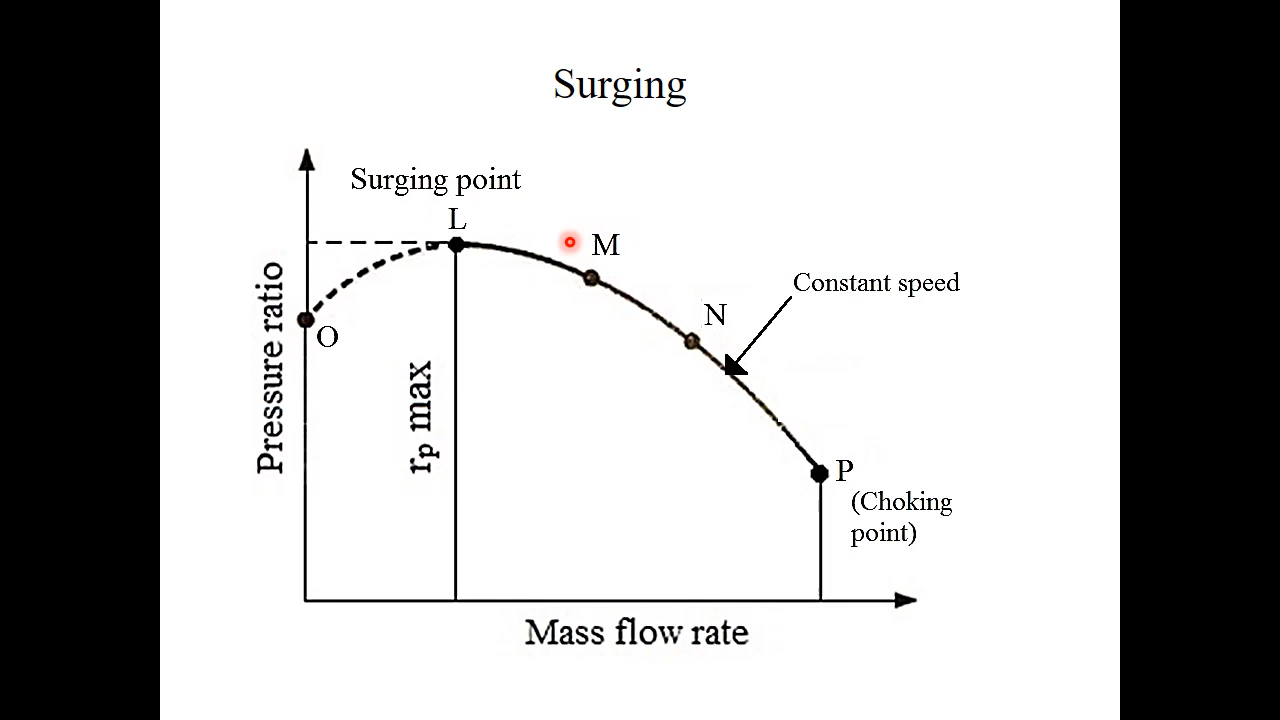 Surging
Surging point
L
M
Constant speed
N
O
Pressure ratio
rp max
P
(Choking
point)
Mass flow rate